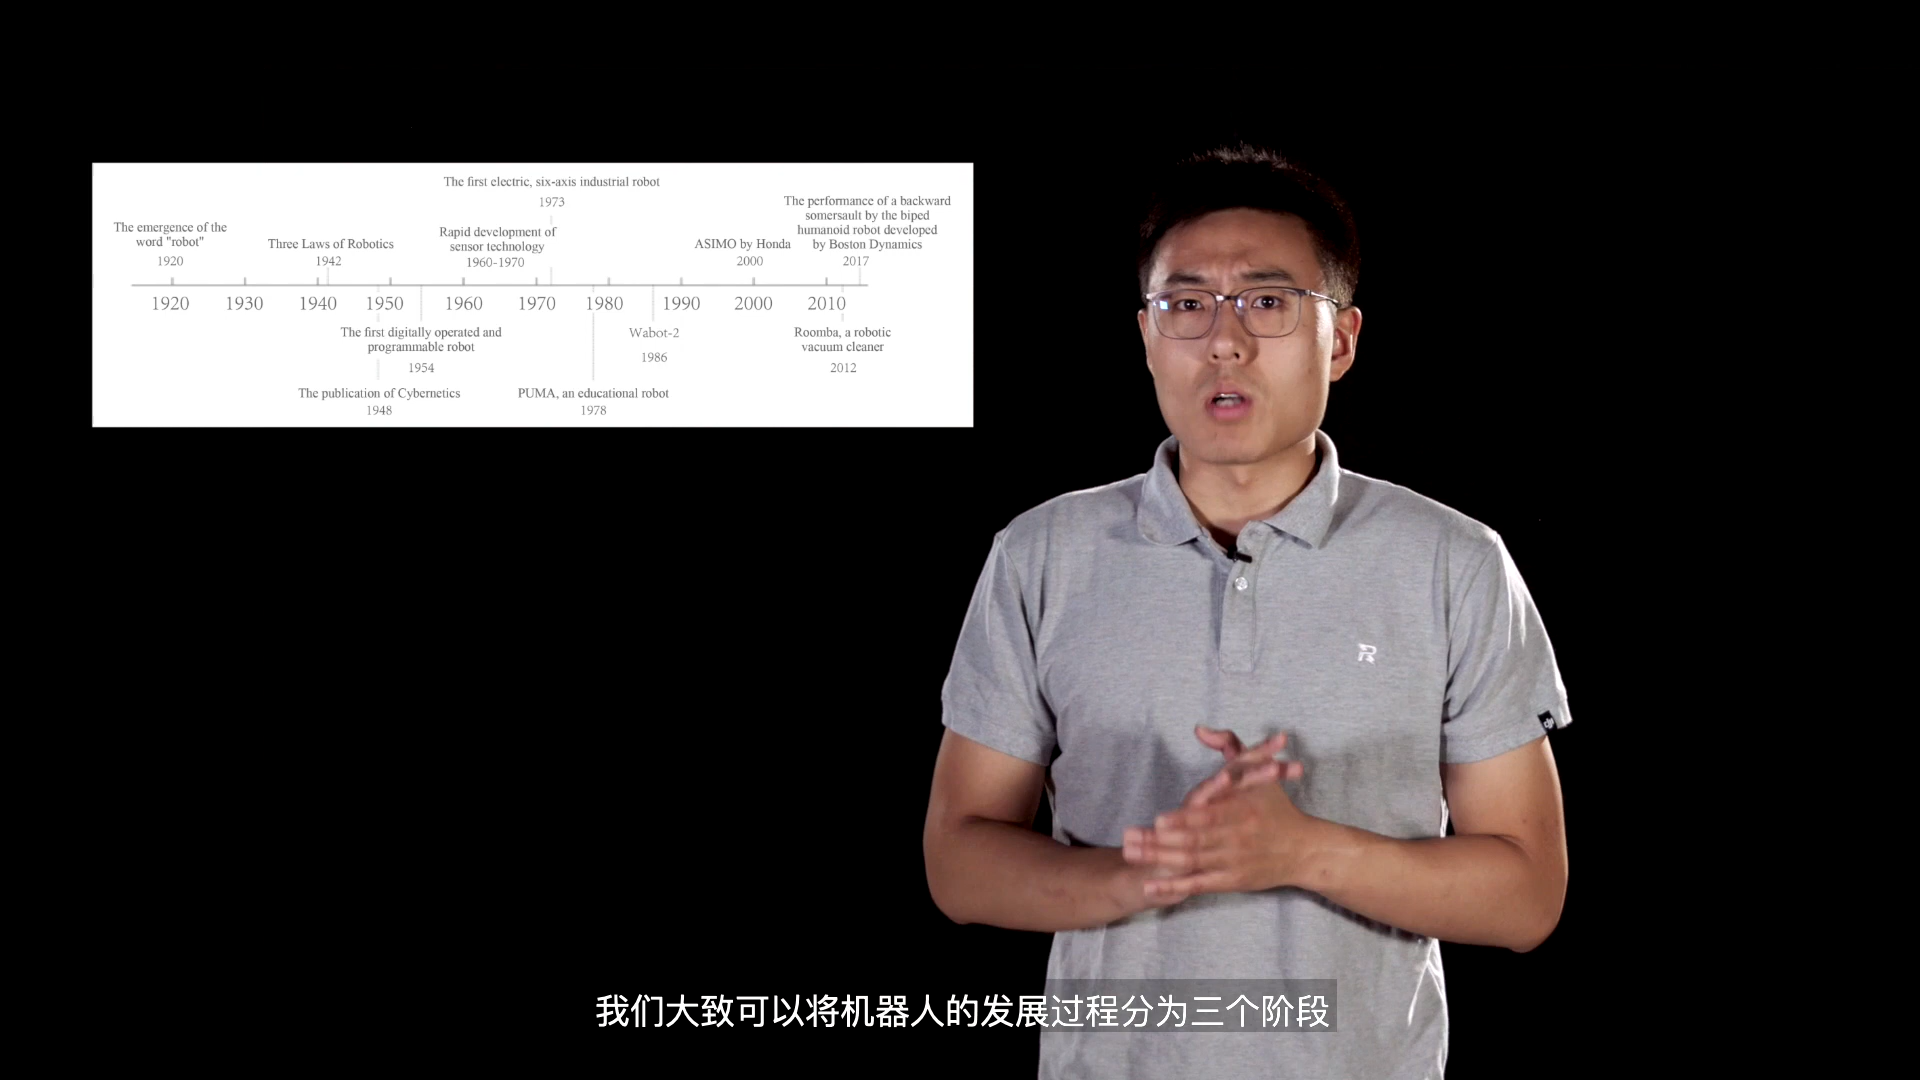 The first electric, six-axis industrial robot
1973
The performance of a backward
somersault by the biped
humanoid robot developed
by Boston Dynamics
2017
The emergence of the
word "robot"
1920
Three Laws of Robotics
1942
Rapid development of
sensor technology
1960-1970
ASIMO by Honda
2000
1920 1930 1940 1950 1960 1970 1980 1990 2000 2010
The first digitally operated and
programmable robot
1954
Wabot-2
1986
Roomba, a robotic
vacuum cleaner
2012
The publication of Cybernetics
1948
PUMA, an educational robot
1978
R
dji
我们大致可以将机器人的发展过程分为三个阶段